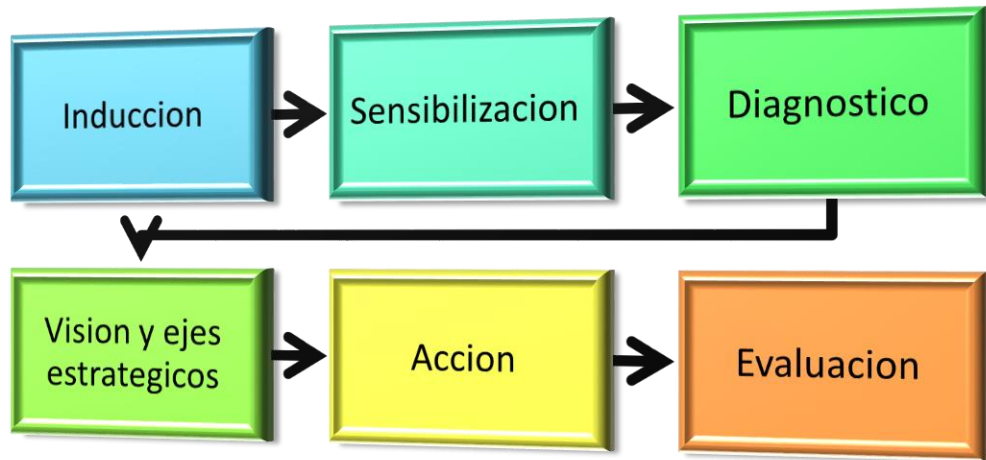 Induccion
Sensibilizacion
Diagnostico
Vision y ejes
estrategicos
Accion
Evaluacion